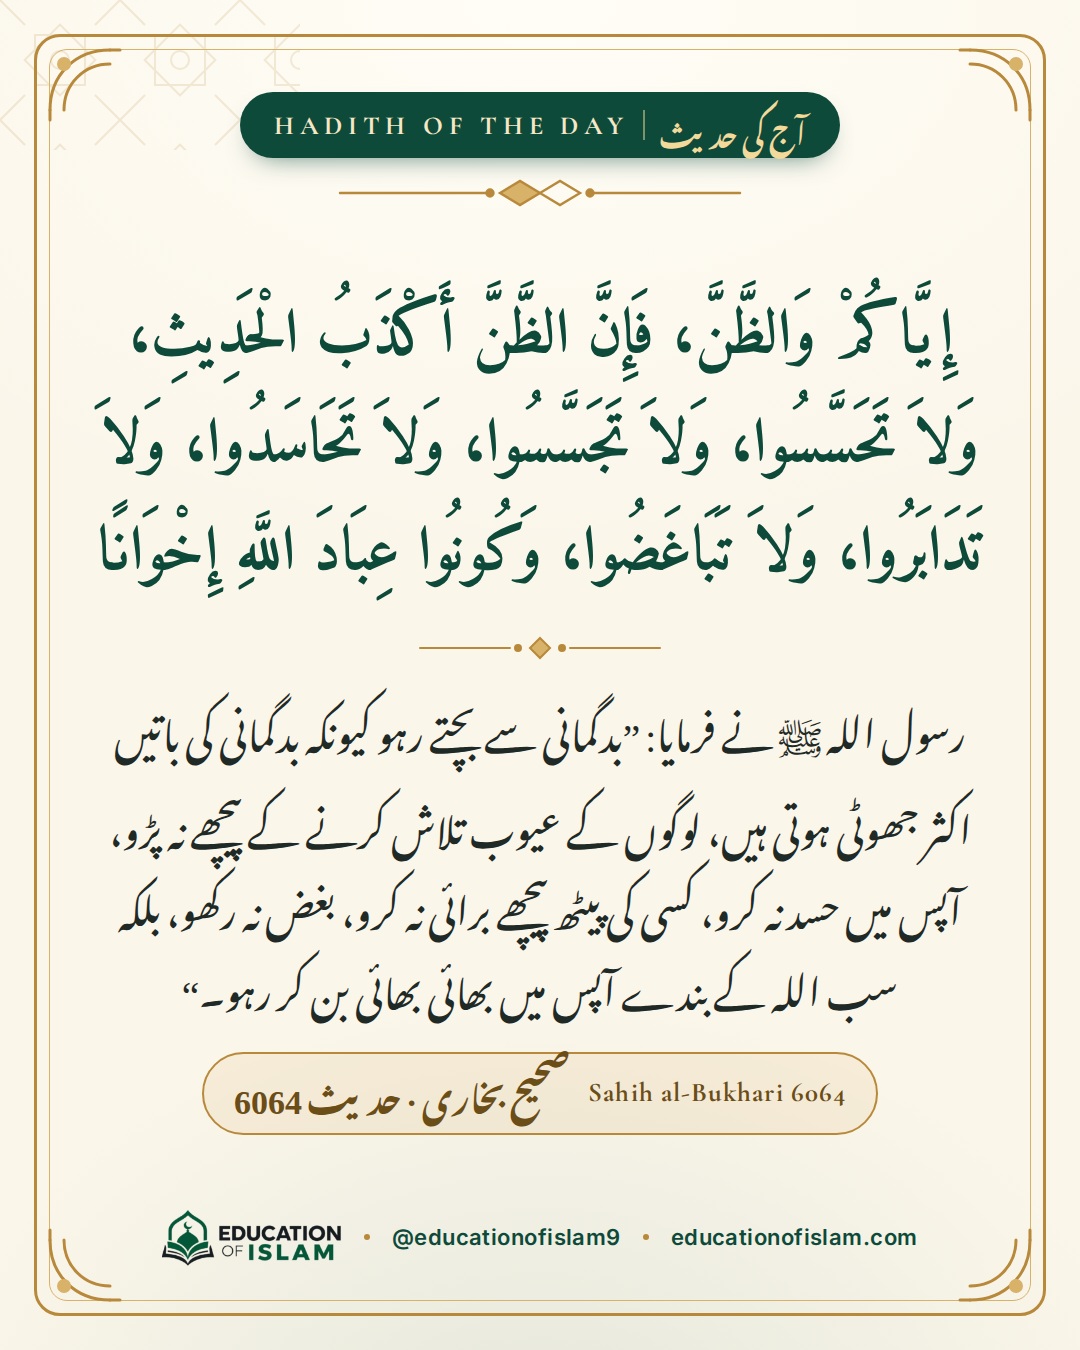 HADITH OF THE DAY | آج کی حدیث
إِيَّاكُمْ وَالظَّنَّ، فَإِنَّ الظَّنَّ أَكْذَبُ الْحَدِيثِ،
وَلاَ تَحَسَّسُوا، وَلاَ تَجَسَّسُوا، وَلاَ تَحَاسَدُوا، وَلاَ
تَدَابَرُوا، وَلاَ تَبَاغَضُوا، وَكُونُوا عِبَادَ اللَّهِ إِخْوَانًا
رسول اللہ ﷺ نے فرمایا: ”بدگمانی سے بچتے رہو کیونکہ بدگمانی کی باتیں
اکثر جھوٹی ہوتی ہیں، لوگوں کے عیوب تلاش کرنے کے پیچھے نہ پڑو،
آپس میں حسد نہ کرو، کسی کی پیٹھ پیچھے برائی نہ کرو، بغض نہ رکھو، بلکہ
سب اللہ کے بندے آپس میں بھائی بھائی بن کر رہو۔“
صحیح بخاری · حدیث 6064 Sahih al-Bukhari 6064
EDUCATION OF ISLAM • @educationofislam9 • educationofislam.com